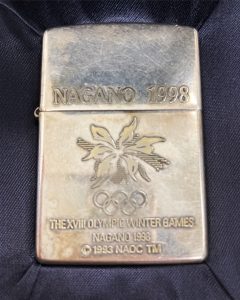 NAGANO 1998
THE XVIII OLYMPIC WINTER GAMES
NAGANO 1998
© 1993 NAOC TM